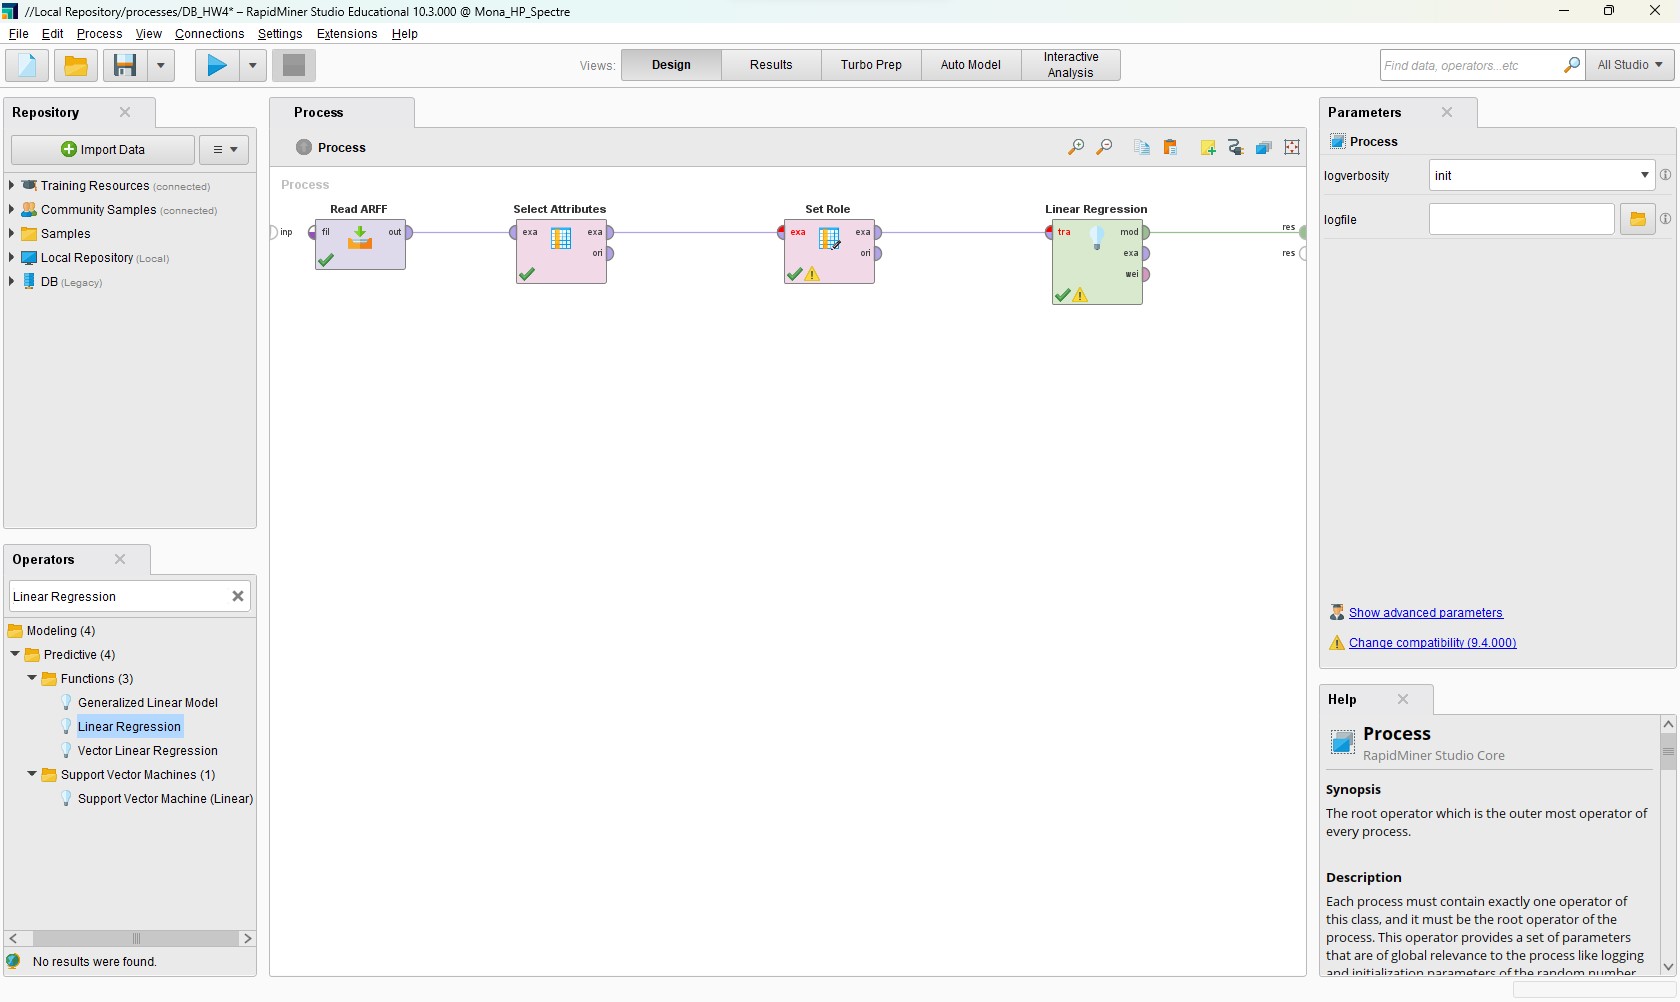 //Local Repository/processes/DB_HW4* – RapidMiner Studio Educational 10.3.000 @ Mona_HP_Spectre
File Edit Process View Connections Settings Extensions Help
Views: Design Results Turbo Prep Auto Model Interactive Analysis
Find data, operators...etc All Studio
Repository
Import Data
Training Resources (connected)
Community Samples (connected)
Samples
Local Repository (Local)
DB (Legacy)
Operators
Linear Regression
Modeling (4)
Predictive (4)
Functions (3)
Generalized Linear Model
Linear Regression
Vector Linear Regression
Support Vector Machines (1)
Support Vector Machine (Linear)
No results were found.
Process
Process
Process
Read ARFF Select Attributes Set Role Linear Regression
inp fil out exa exa exa exa tra mod res
ori ori exa res
wei
Parameters
Process
logverbosity init
logfile
Show advanced parameters
Change compatibility (9.4.000)
Help
Process
RapidMiner Studio Core
Synopsis
The root operator which is the outer most operator of
every process.
Description
Each process must contain exactly one operator of
this class, and it must be the root operator of the
process. This operator provides a set of parameters
that are of global relevance to the process like logging
and initialization parameters of the random number